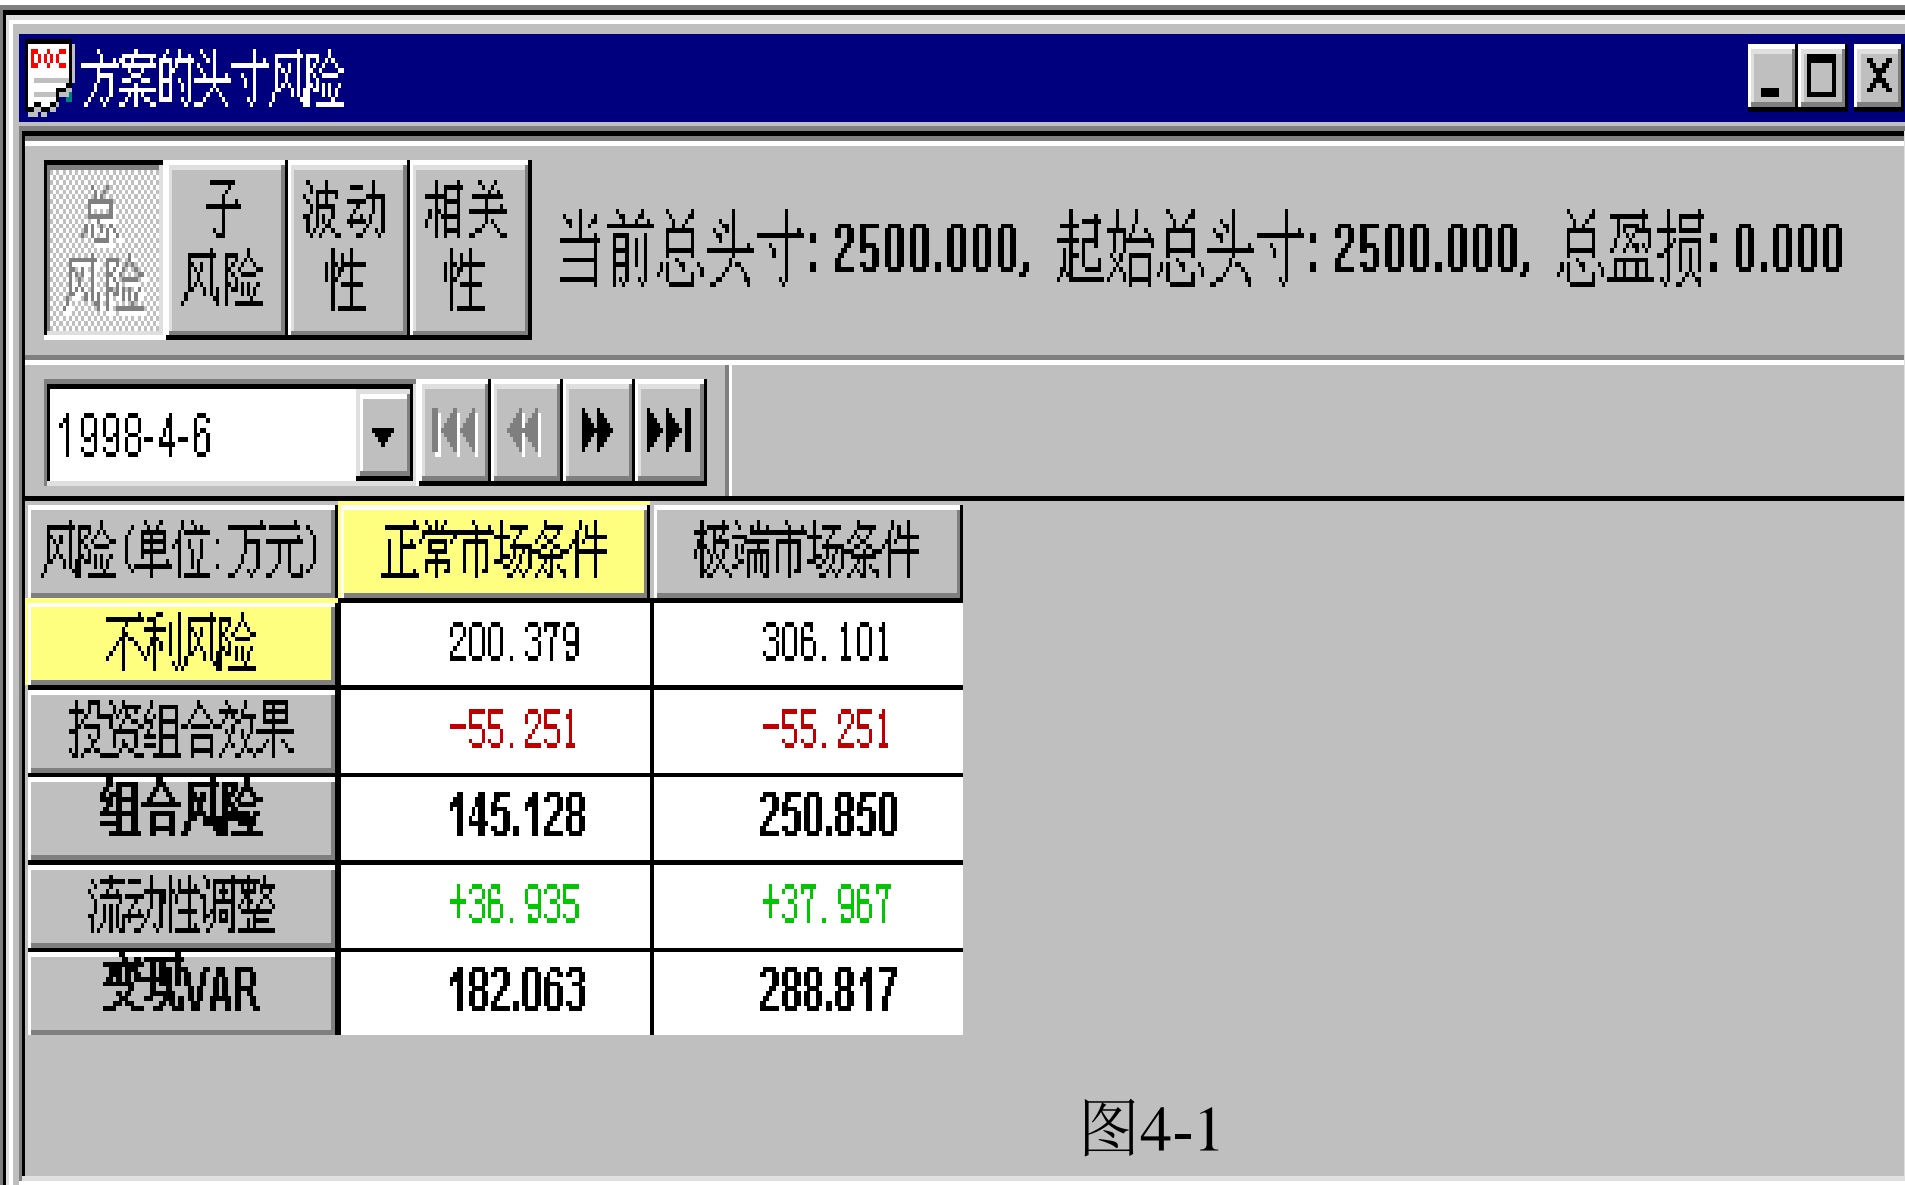 DOC 方案的头寸风险
总风险 子风险 波动性 相关性 当前总头寸: 2500.000, 起始总头寸: 2500.000, 总盈损: 0.000
1998-4-6
风险(单位:万元) 正常市场条件 极端市场条件
不利风险 200.379 306.101
投资组合效果 -55.251 -55.251
组合风险 145.128 250.850
流动性调整 +36.935 +37.967
变现VAR 182.063 288.817
图4-1